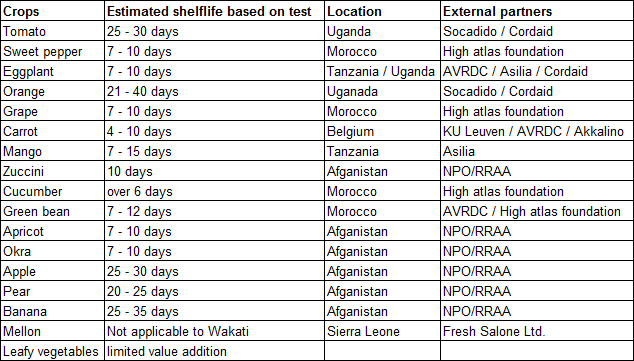 Crops Estimated shelflife based on test Location External partners
Tomato 25 - 30 days Uganda Socadido / Cordaid
Sweet pepper 7 - 10 days Morocco High atlas foundation
Eggplant 7 - 10 days Tanzania / Uganda AVRDC / Asilia / Cordaid
Orange 21 - 40 days Uganada Socadido / Cordaid
Grape 7 - 10 days Morocco High atlas foundation
Carrot 4 - 10 days Belgium KU Leuven / AVRDC / Akkalino
Mango 7 - 15 days Tanzania Asilia
Zuccini 10 days Afganistan NPO/RRAA
Cucumber over 6 days Morocco High atlas foundation
Green bean 7 - 12 days Morocco AVRDC / High atlas foundation
Apricot 7 - 10 days Afganistan NPO/RRAA
Okra 7 - 10 days Afganistan NPO/RRAA
Apple 25 - 30 days Afganistan NPO/RRAA
Pear 20 - 25 days Afganistan NPO/RRAA
Banana 25 - 35 days Afganistan NPO/RRAA
Mellon Not applicable to Wakati Sierra Leone Fresh Salone Ltd.
Leafy vegetables limited value addition